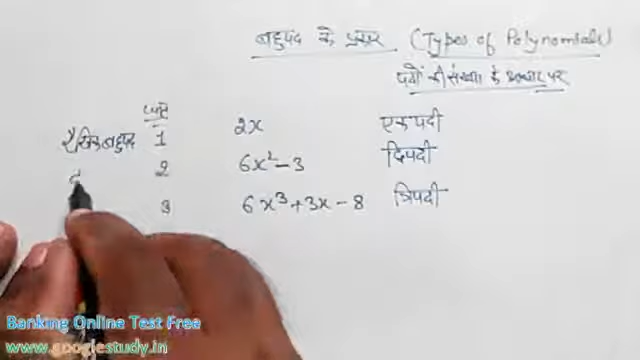 बहुपद के प्रकार (Types of Polynomials)
पदों की संख्या के आधार पर
घात
रैखिक बहुपद 1 2x एकपदी
2 6x² - 3 द्विपदी
3 6x³ + 3x - 8 त्रिपदी
Banking Online Test Free
www.googlestudy.in